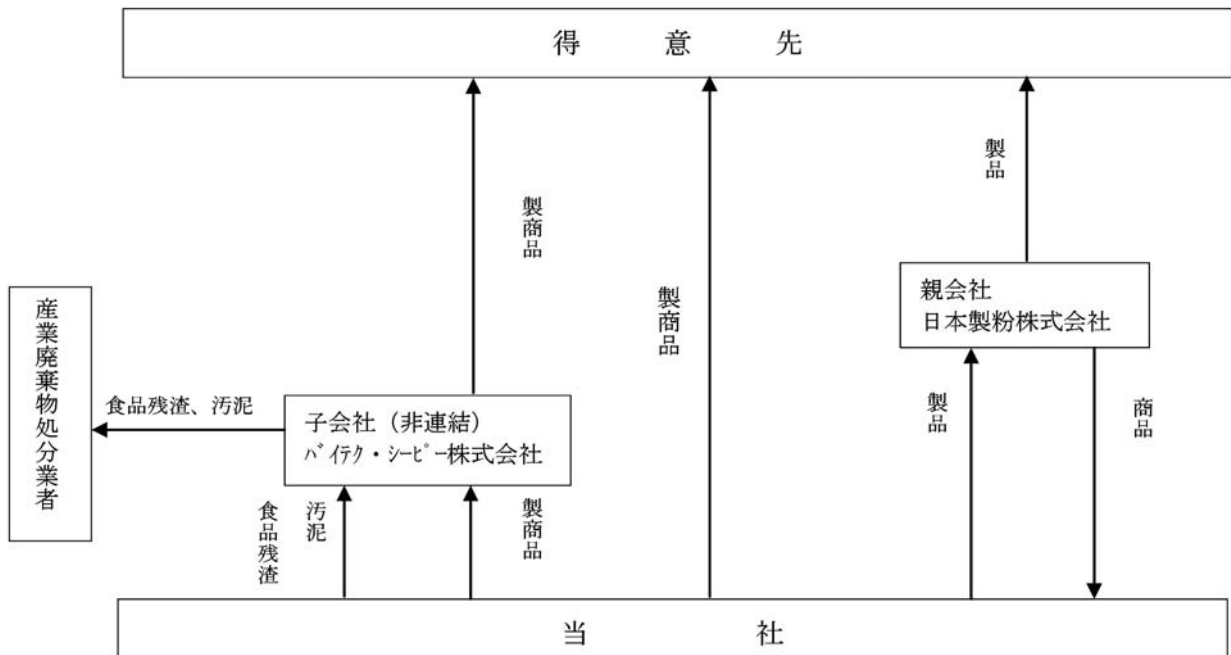 得　意　先
製品
製商品
製商品
親会社
日本製粉株式会社
産業廃棄物処分業者
食品残渣、汚泥
子会社（非連結）
ﾊﾞｲﾃｸ・ｼｰﾋﾟｰ株式会社
製品
商品
汚泥
食品残渣
製商品
当　社